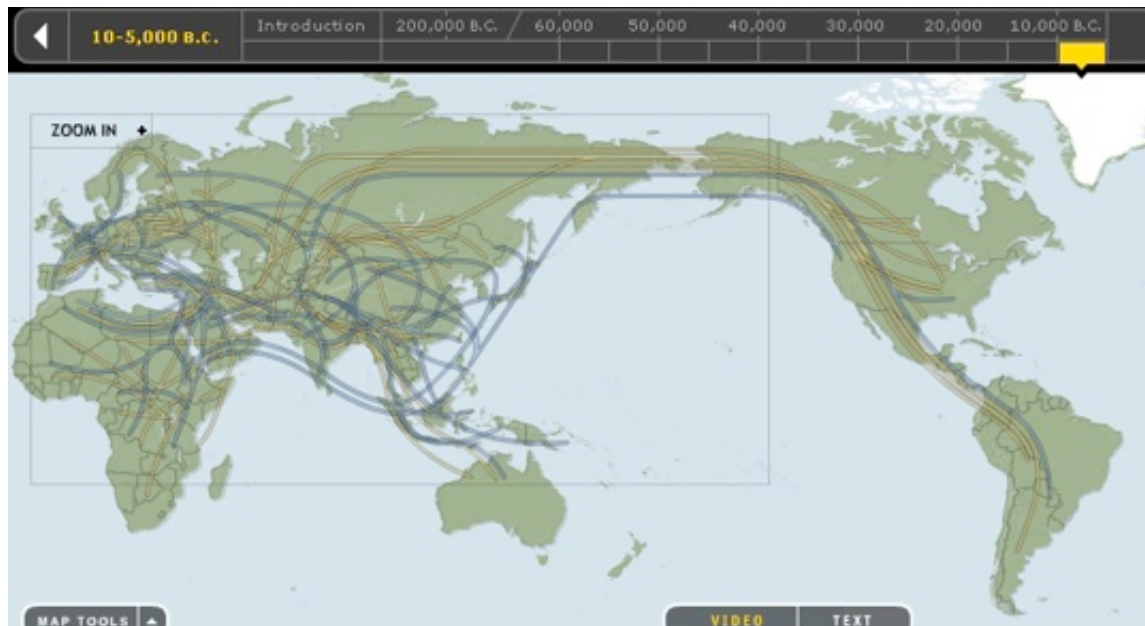 10-5,000 B.C.
Introduction 200,000 B.C. 60,000 50,000 40,000 30,000 20,000 10,000 B.C.
ZOOM IN +
MAP TOOLS
VIDEO TEXT